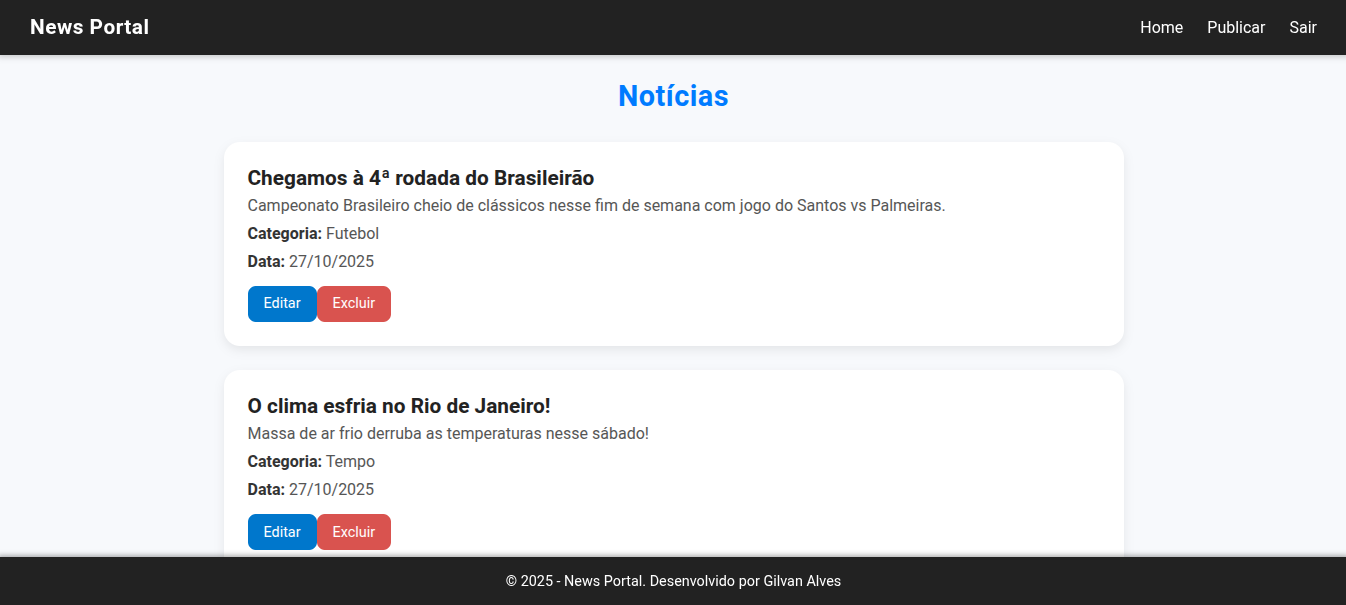 News Portal
Home Publicar Sair
Notícias
Chegamos à 4ª rodada do Brasileirão
Campeonato Brasileiro cheio de clássicos nesse fim de semana com jogo do Santos vs Palmeiras.
Categoria: Futebol
Data: 27/10/2025
Editar Excluir
O clima esfria no Rio de Janeiro!
Massa de ar frio derruba as temperaturas nesse sábado!
Categoria: Tempo
Data: 27/10/2025
Editar Excluir
© 2025 - News Portal. Desenvolvido por Gilvan Alves